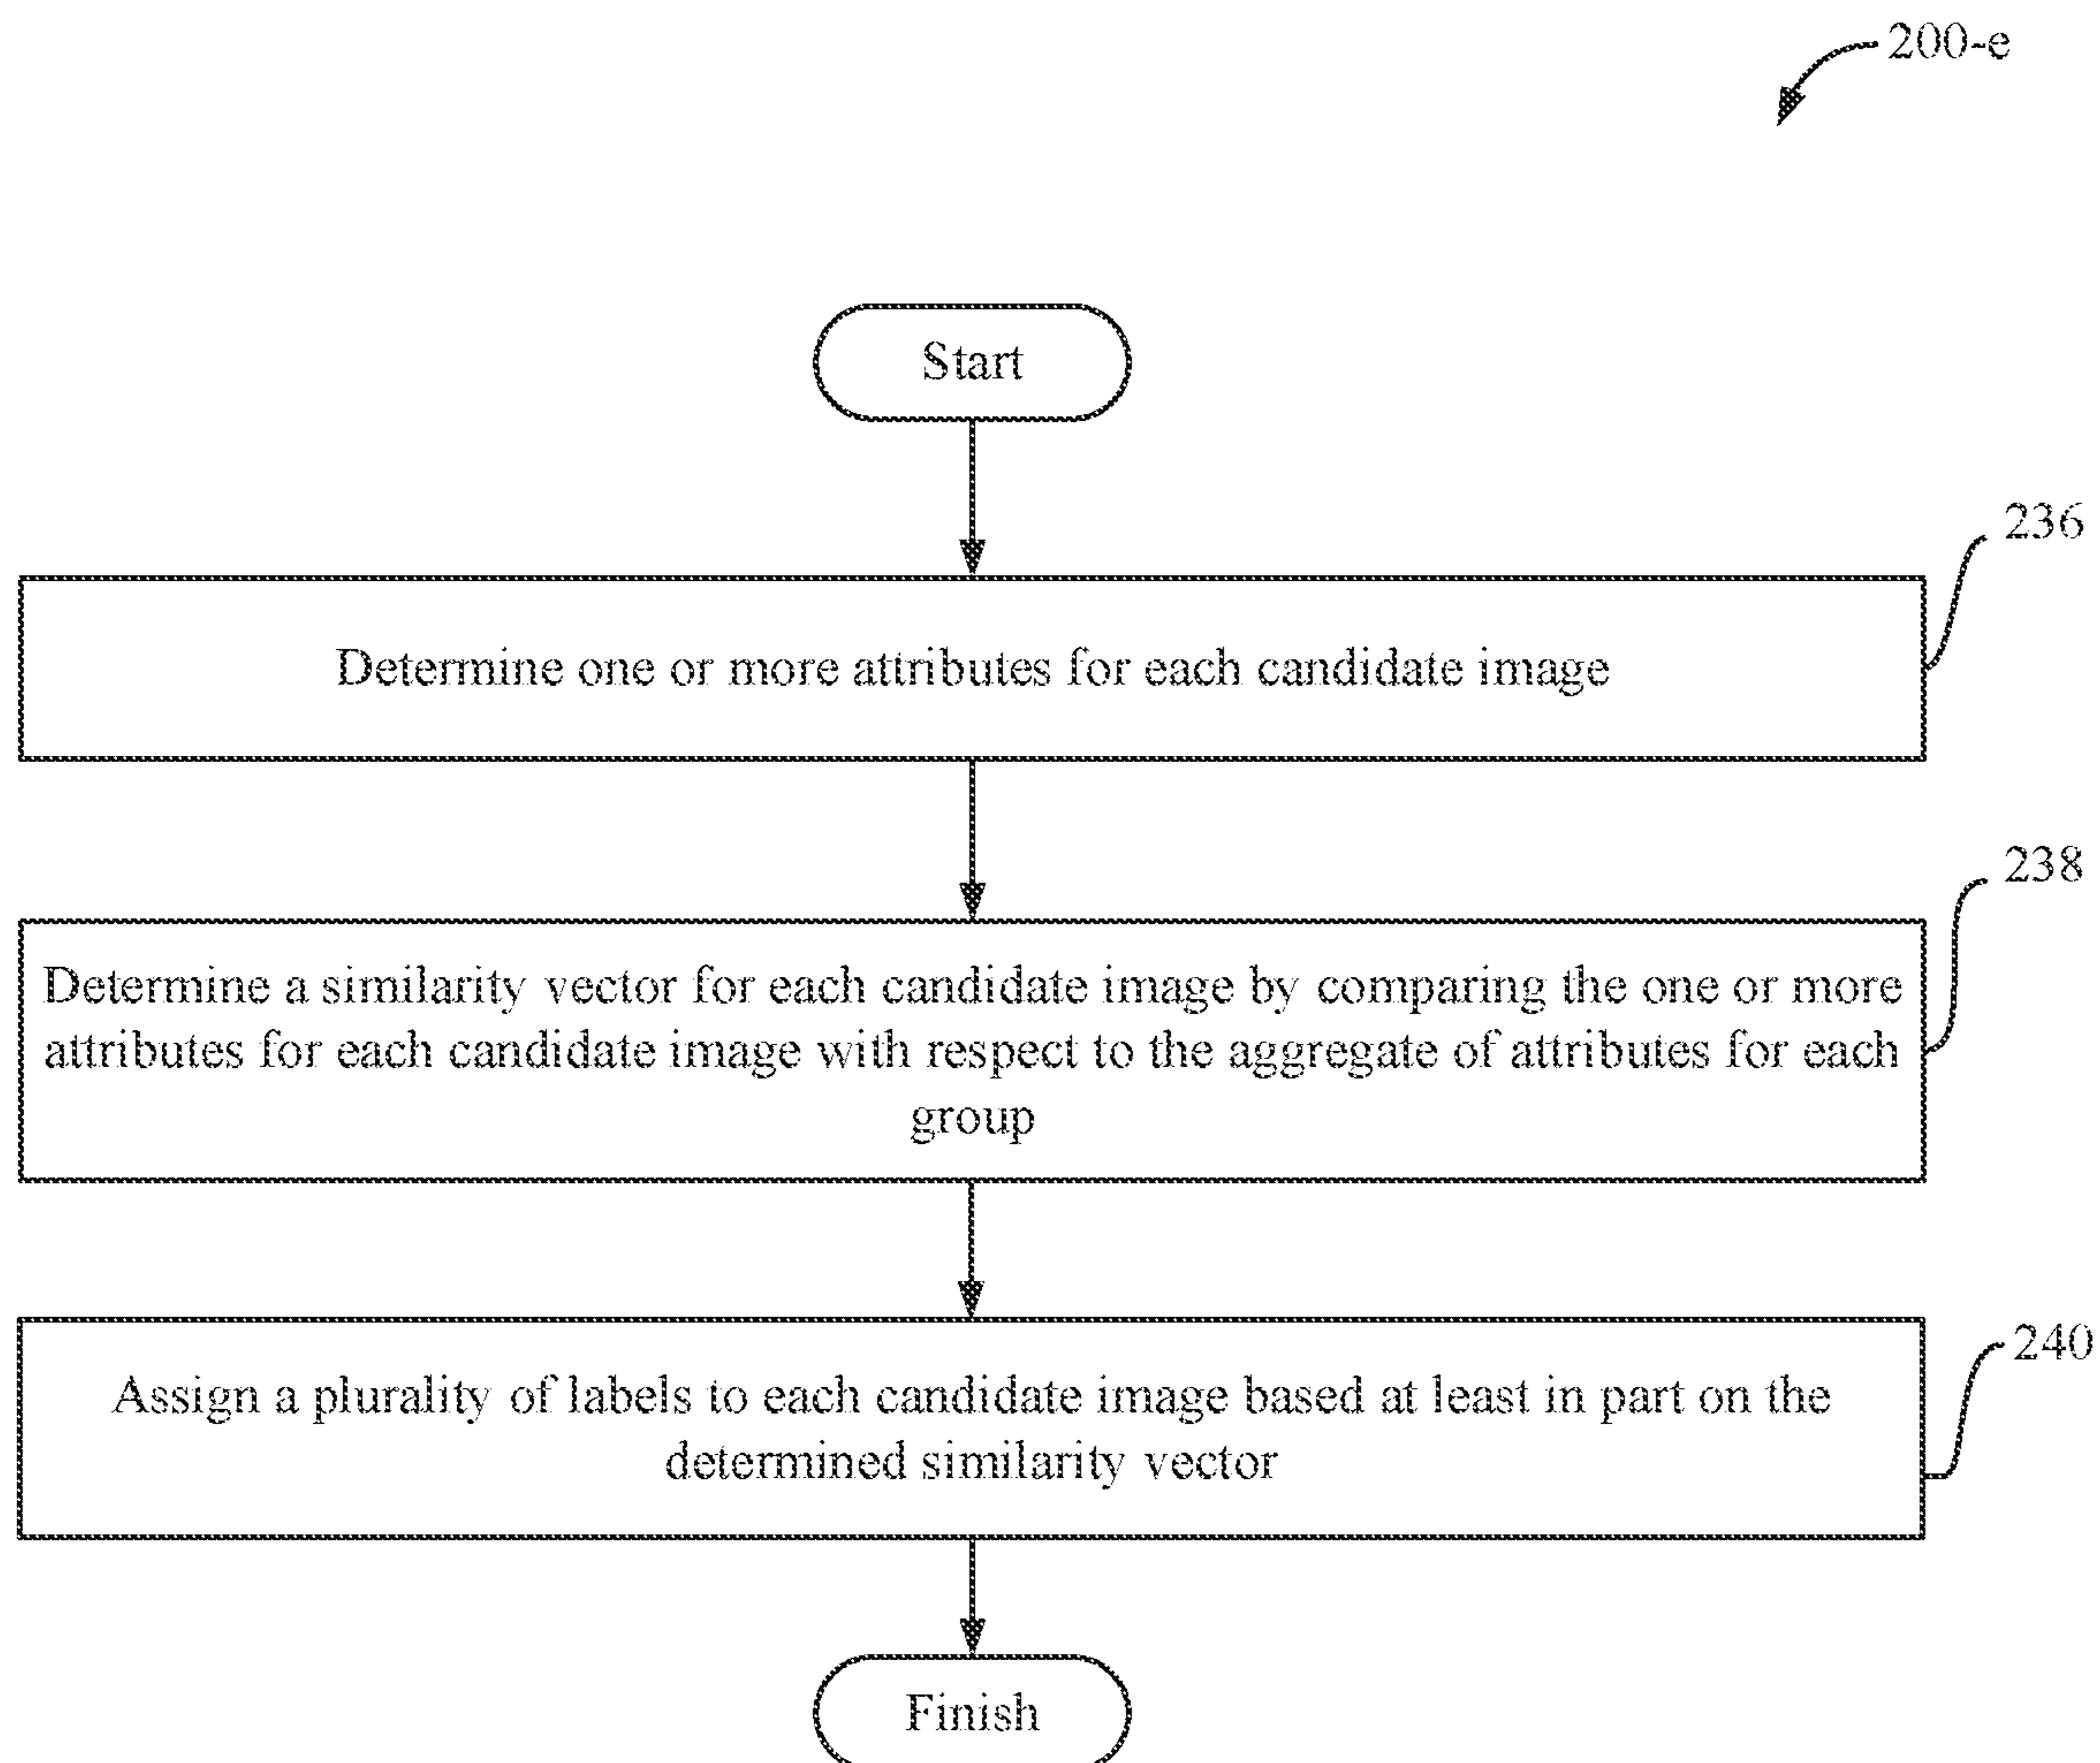 200-e
Start
236
Determine one or more attributes for each candidate image
238
Determine a similarity vector for each candidate image by comparing the one or more
attributes for each candidate image with respect to the aggregate of attributes for each
group
240
Assign a plurality of labels to each candidate image based at least in part on the
determined similarity vector
Finish